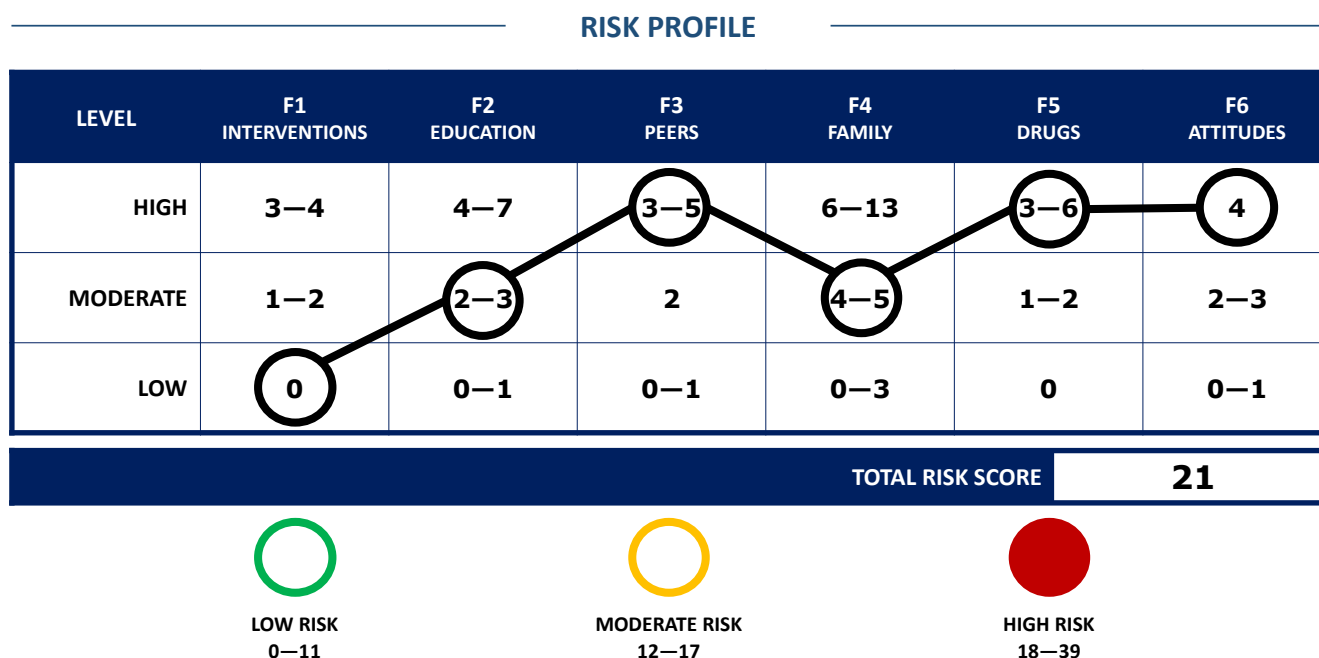 RISK PROFILE
LEVEL F1 INTERVENTIONS F2 EDUCATION F3 PEERS F4 FAMILY F5 DRUGS F6 ATTITUDES
HIGH 3—4 4—7 3—5 6—13 3—6 4
MODERATE 1—2 2—3 2 4—5 1—2 2—3
LOW 0 0—1 0—1 0—3 0 0—1
TOTAL RISK SCORE 21
LOW RISK MODERATE RISK HIGH RISK
0—11 12—17 18—39